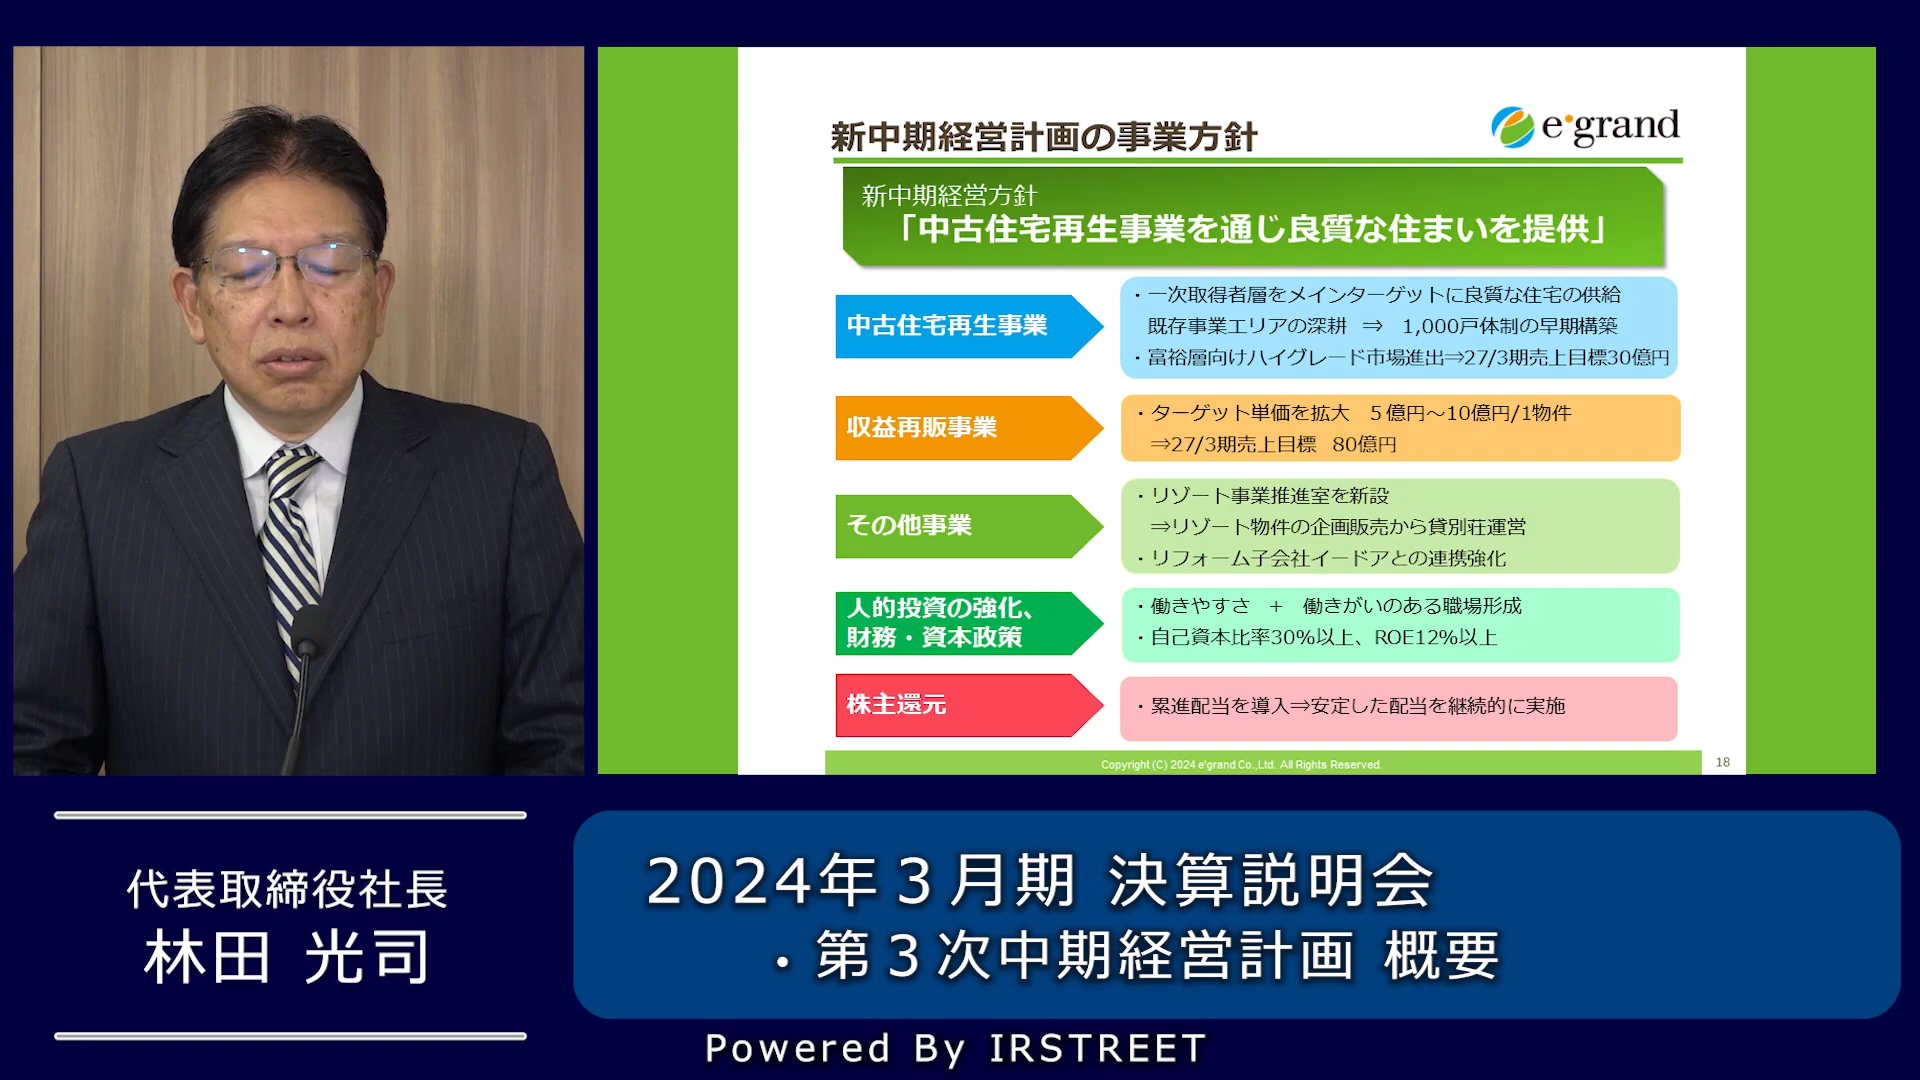 新中期経営計画の事業方針
e'grand
新中期経営方針
「中古住宅再生事業を通じ良質な住まいを提供」
中古住宅再生事業
・一次取得者層をメインターゲットに良質な住宅の供給
既存事業エリアの深耕 ⇒ 1,000戸体制の早期構築
・富裕層向けハイグレード市場進出⇒27/3期売上目標30億円
収益再販事業
・ターゲット単価を拡大 ５億円～10億円/1物件
⇒27/3期売上目標 80億円
その他事業
・リゾート事業推進室を新設
⇒リゾート物件の企画販売から貸別荘運営
・リフォーム子会社イードアとの連携強化
人的投資の強化、
財務・資本政策
・働きやすさ ＋ 働きがいのある職場形成
・自己資本比率30%以上、ROE12%以上
株主還元
・累進配当を導入⇒安定した配当を継続的に実施
Copyright (C) 2024 e'grand Co.,Ltd. All Rights Reserved.
18
代表取締役社長
林田 光司
2024年３月期 決算説明会
・第３次中期経営計画 概要
Powered By IRSTREET